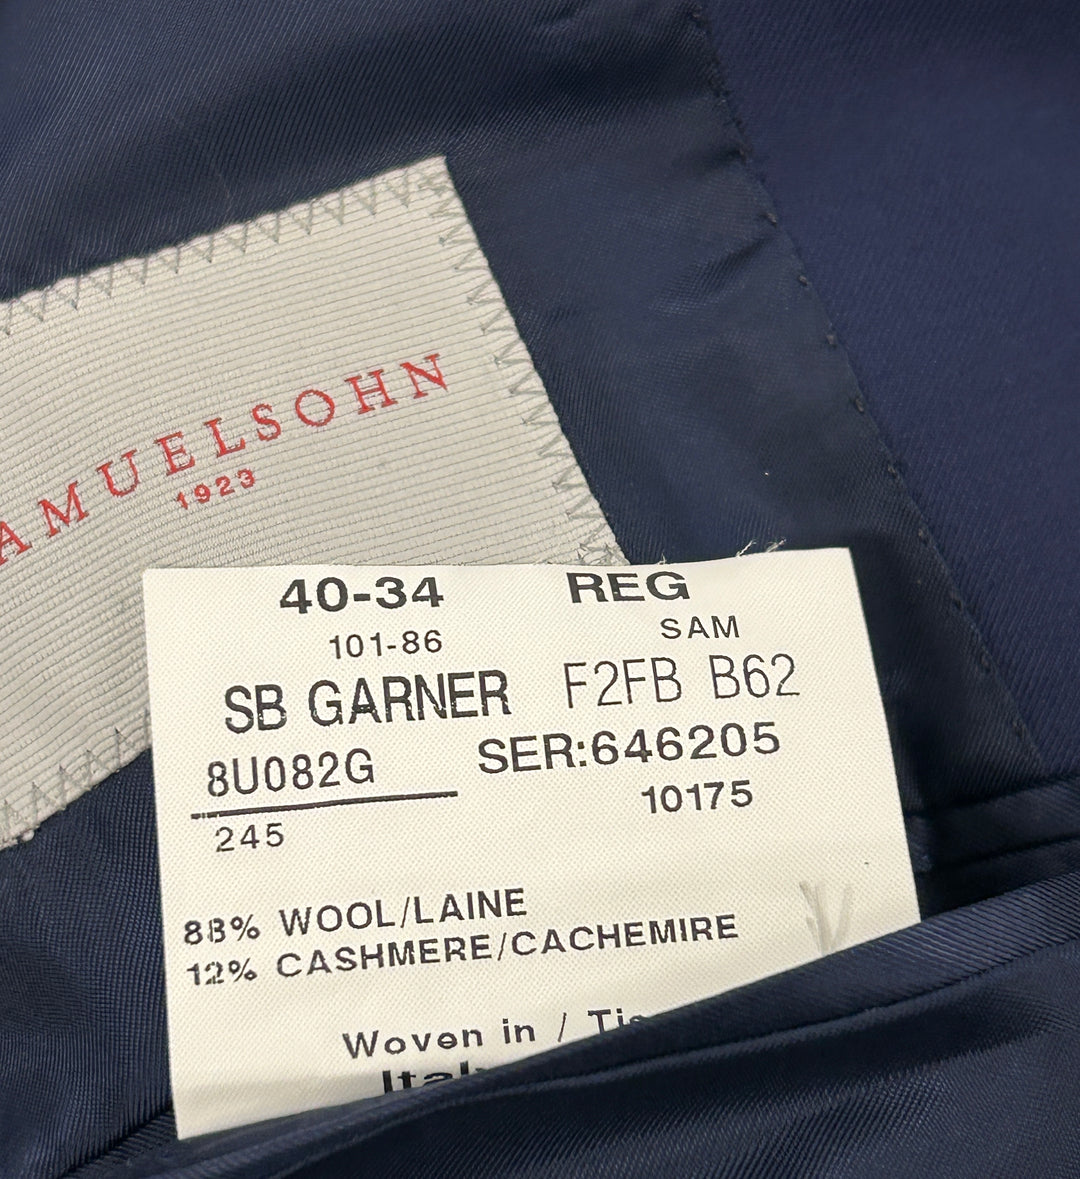 AMUELSOHN
1923
40-34 REG
101-86 SAM
SB GARNER F2FB B62
8U082G SER:646205
245 10175
88% WOOL/LAINE
12% CASHMERE/CACHEMIRE
Woven in /